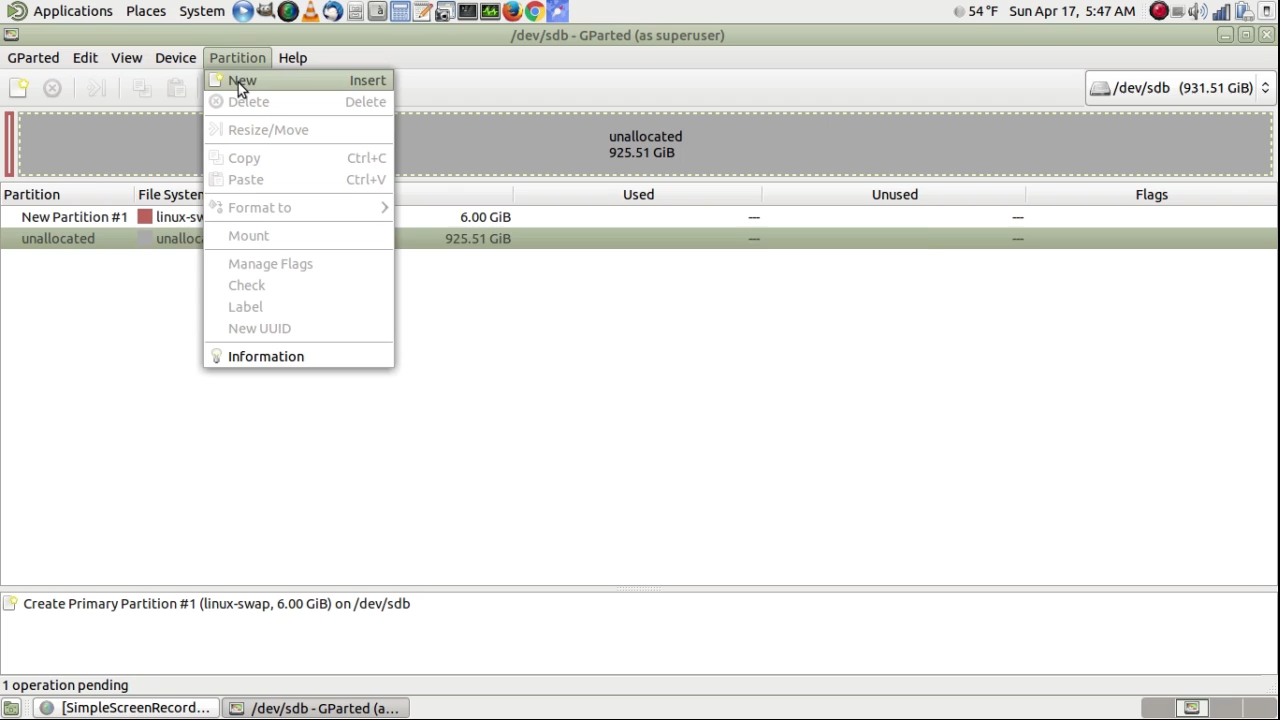 Applications Places System 54 °F Sun Apr 17, 5:47 AM
/dev/sdb - GParted (as superuser)
GParted Edit View Device Partition Help
New Insert
Delete Delete
Resize/Move
Copy Ctrl+C
Paste Ctrl+V
Format to
Mount
Manage Flags
Check
Label
New UUID
Information
/dev/sdb (931.51 GiB)
unallocated
925.51 GiB
Partition File System Used Unused Flags
New Partition #1 linux-sw 6.00 GiB --- ---
unallocated unalloca 925.51 GiB --- ---
Create Primary Partition #1 (linux-swap, 6.00 GiB) on /dev/sdb
1 operation pending
[SimpleScreenRecord... /dev/sdb - GParted (a...